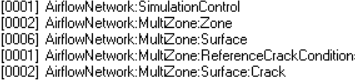 [0001] AirflowNetwork:SimulationControl
[0002] AirflowNetwork:MultiZone:Zone
[0006] AirflowNetwork:MultiZone:Surface
[0001] AirflowNetwork:MultiZone:ReferenceCrackConditions
[0002] AirflowNetwork:MultiZone:Surface:Crack